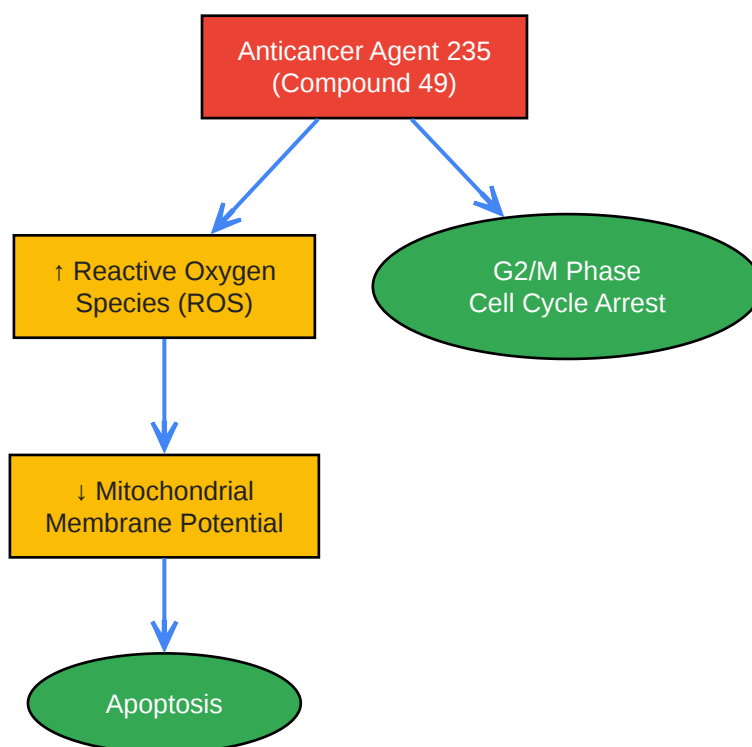 Anticancer Agent 235
(Compound 49)
↑ Reactive Oxygen
Species (ROS)
G2/M Phase
Cell Cycle Arrest
↓ Mitochondrial
Membrane Potential
Apoptosis